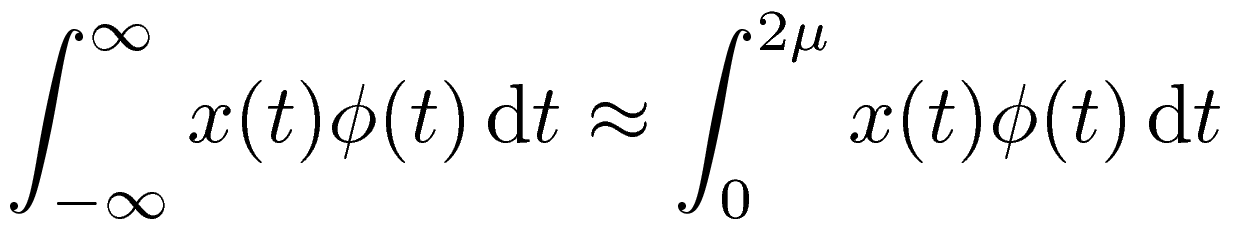 ∫_{-∞}^{∞} x(t)ϕ(t) dt ≈ ∫_{0}^{2μ} x(t)ϕ(t) dt